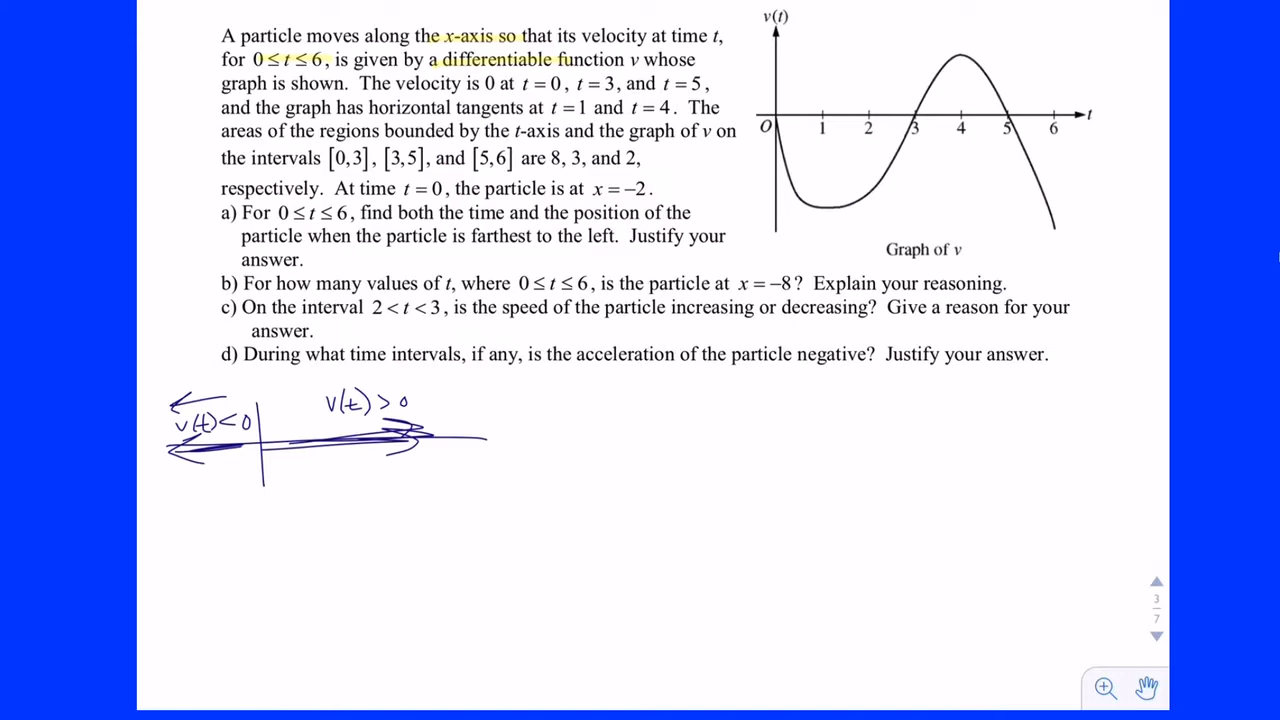 A particle moves along the x-axis so that its velocity at time t,
for 0 ≤ t ≤ 6, is given by a differentiable function v whose
graph is shown. The velocity is 0 at t = 0, t = 3, and t = 5,
and the graph has horizontal tangents at t = 1 and t = 4. The
areas of the regions bounded by the t-axis and the graph of v on
the intervals [0,3], [3,5], and [5,6] are 8, 3, and 2,
respectively. At time t = 0, the particle is at x = −2.
a) For 0 ≤ t ≤ 6, find both the time and the position of the
particle when the particle is farthest to the left. Justify your
answer.
v(t)
O 1 2 3 4 5 6 t
Graph of v
b) For how many values of t, where 0 ≤ t ≤ 6, is the particle at x = −8? Explain your reasoning.
c) On the interval 2 < t < 3, is the speed of the particle increasing or decreasing? Give a reason for your
answer.
d) During what time intervals, if any, is the acceleration of the particle negative? Justify your answer.
v(t) < 0
v(t) > 0
3
7